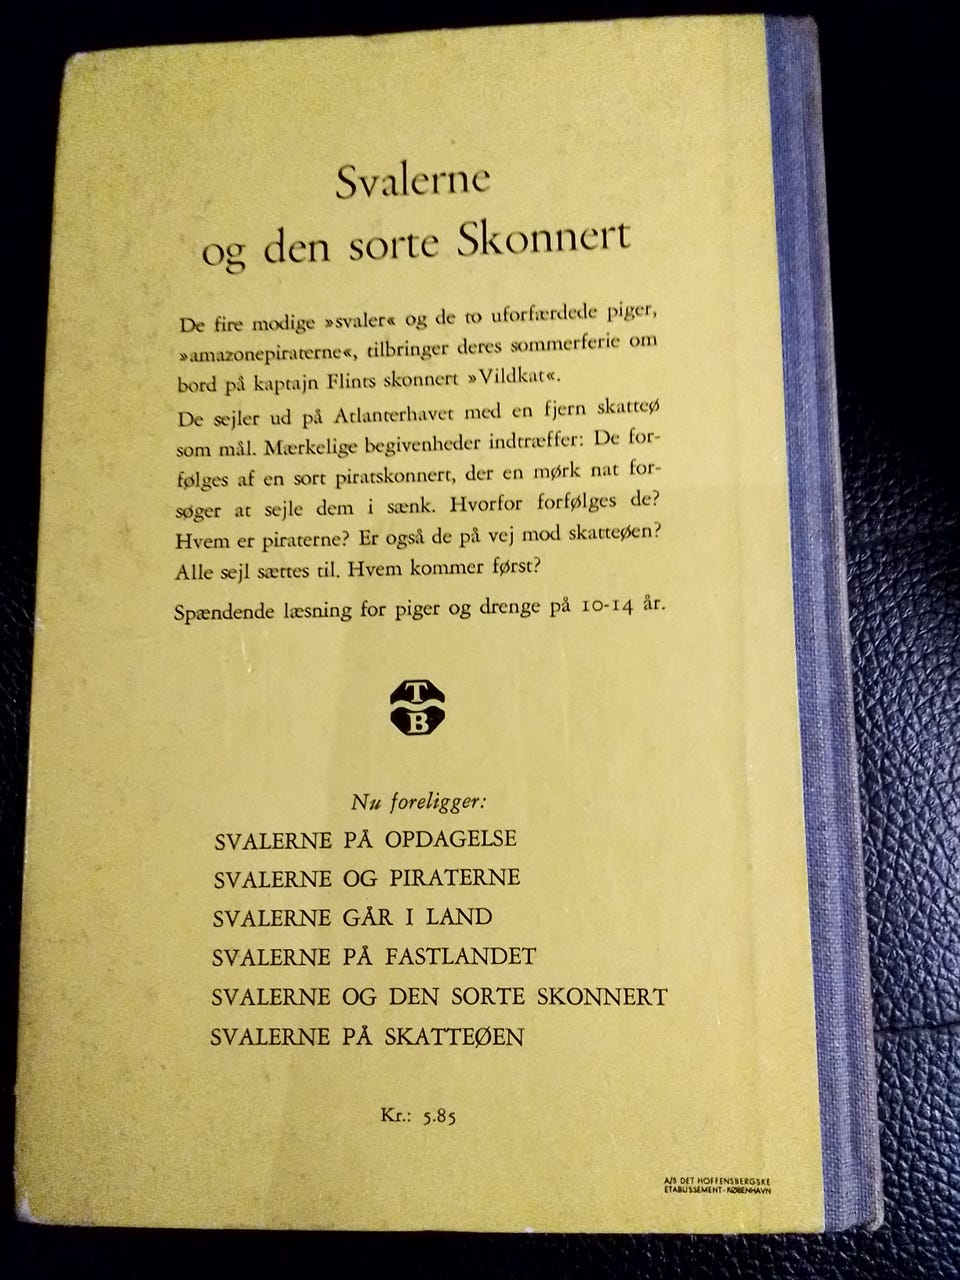 Svalerne
og den sorte Skonnert
De fire modige »svaler« og de to uforfærdede piger,
»amazonepiraterne«, tilbringer deres sommerferie om
bord på kaptajn Flints skonnert »Vildkat«.
De sejler ud på Atlanterhavet med en fjern skatteø
som mål. Mærkelige begivenheder indtræffer: De for-
følges af en sort piratskonnert, der en mørk nat for-
søger at sejle dem i sænk. Hvorfor forfølges de?
Hvem er piraterne? Er også de på vej mod skatteøen?
Alle sejl sættes til. Hvem kommer først?
Spændende læsning for piger og drenge på 10-14 år.
T
B
Nu foreligger:
SVALERNE PÅ OPDAGELSE
SVALERNE OG PIRATERNE
SVALERNE GÅR I LAND
SVALERNE PÅ FASTLANDET
SVALERNE OG DEN SORTE SKONNERT
SVALERNE PÅ SKATTEØEN
Kr.: 5.85
A/S DET HOFFENSBERGSKE
ETABLISSEMENT - KØBENHAVN